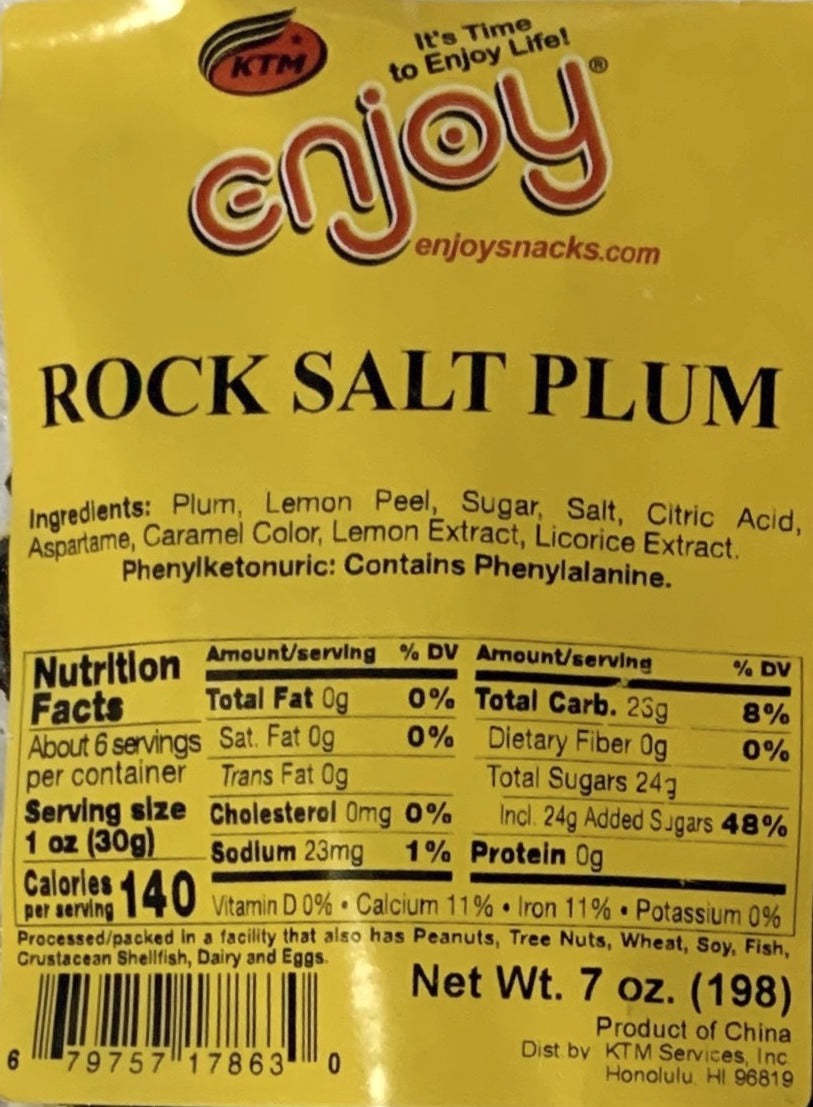 KTM
It's Time
to Enjoy Life!
enjoy®
enjoysnacks.com
ROCK SALT PLUM
Ingredients: Plum, Lemon Peel, Sugar, Salt, Citric Acid,
Aspartame, Caramel Color, Lemon Extract, Licorice Extract.
Phenylketonuric: Contains Phenylalanine.
Nutrition
Facts
About 6 servings
per container
Serving size
1 oz (30g)
Calories
per serving 140
Amount/serving % DV
Total Fat 0g 0%
Sat. Fat 0g 0%
Trans Fat 0g
Cholesterol 0mg 0%
Sodium 23mg 1%
Amount/serving % DV
Total Carb. 8%
Dietary Fiber 0g 0%
Total Sugars 24g
Incl. 24g Added Sugars 48%
Protein 0g
Vitamin D 0% • Calcium 11% • Iron 11% • Potassium 0%
Processed/packed in a facility that also has Peanuts, Tree Nuts, Wheat, Soy, Fish,
Crustacean Shellfish, Dairy and Eggs.
Net Wt. 7 oz. (198)
Product of China
Dist by KTM Services, Inc
Honolulu, HI 96819
6 79757 17863 0